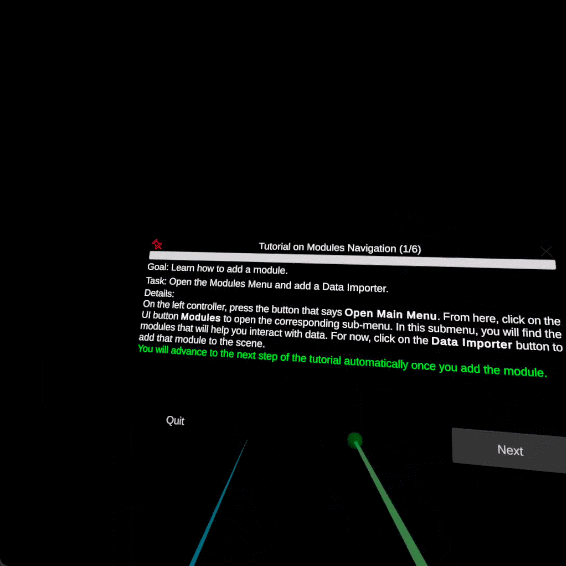 Tutorial on Modules Navigation (1/6)
Goal: Learn how to add a module.
Task: Open the Modules Menu and add a Data Importer.
Details:
On the left controller, press the button that says Open Main Menu. From here, click on the
UI button Modules to open the corresponding sub-menu. In this submenu, you will find the
modules that will help you interact with data. For now, click on the Data Importer button to
add that module to the scene.
You will advance to the next step of the tutorial automatically once you add the module.
Quit
Next